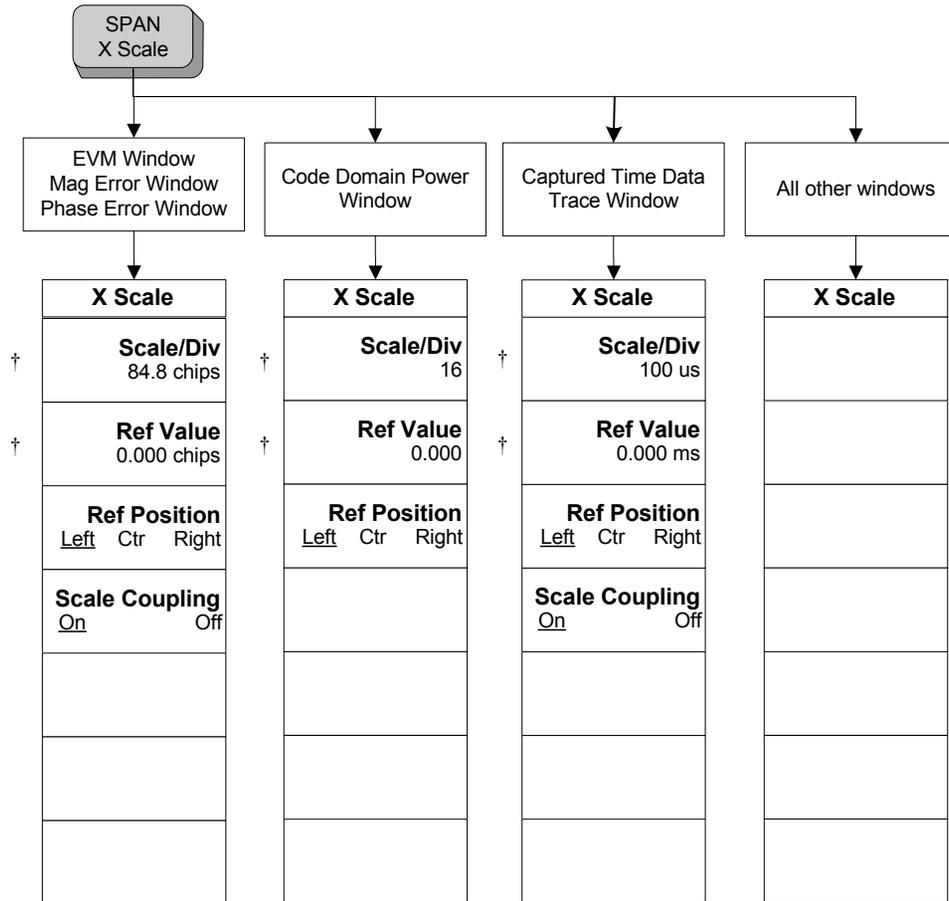 SPAN
X Scale
EVM Window
Mag Error Window
Phase Error Window
Code Domain Power
Window
Captured Time Data
Trace Window
All other windows
X Scale
† Scale/Div
84.8 chips
† Ref Value
0.000 chips
Ref Position
Left Ctr Right
Scale Coupling
On Off
X Scale
† Scale/Div
16
† Ref Value
0.000
Ref Position
Left Ctr Right
X Scale
† Scale/Div
100 us
† Ref Value
0.000 ms
Ref Position
Left Ctr Right
Scale Coupling
On Off
X Scale